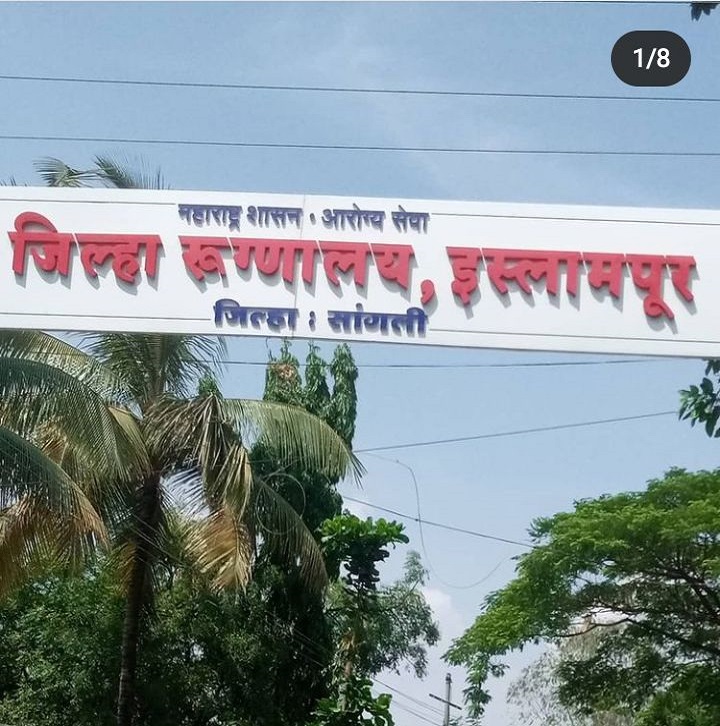 1/8
महाराष्ट्र शासन • आरोग्य सेवा
जिल्हा रूग्णालय, इस्लामपूर
जिल्हा : सांगली